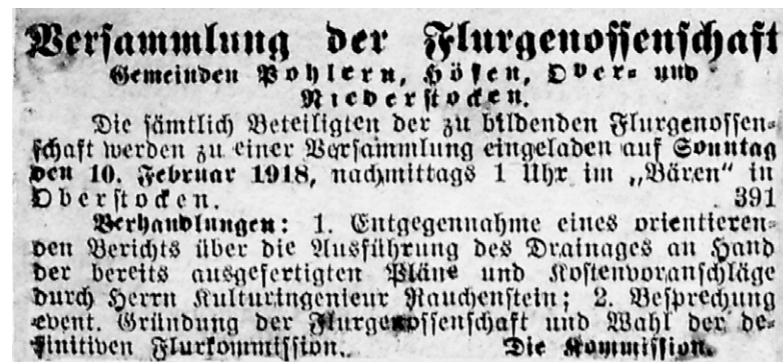 Versammlung der Flurgenossenschaft
Gemeinden Pohlern, Höfen, Ober- und
Niederstocken.
Die sämtlich Beteiligten der zu bildenden Flurgenossen-
schaft werden zu einer Versammlung eingeladen auf Sonntag
den 10. Februar 1918, nachmittags 1 Uhr im „Bären" in
Oberstocken. 391
Verhandlungen: 1. Entgegennahme eines orientieren-
den Berichts über die Ausführung des Drainages an Hand
der bereits ausgefertigten Pläne und Kostenvoranschläge
durch Herrn Kulturingenieur Rauchenstein; 2. Besprechung
event. Gründung der Flurgenossenschaft und Wahl der de-
finitiven Flurkommission. Die Kommission.